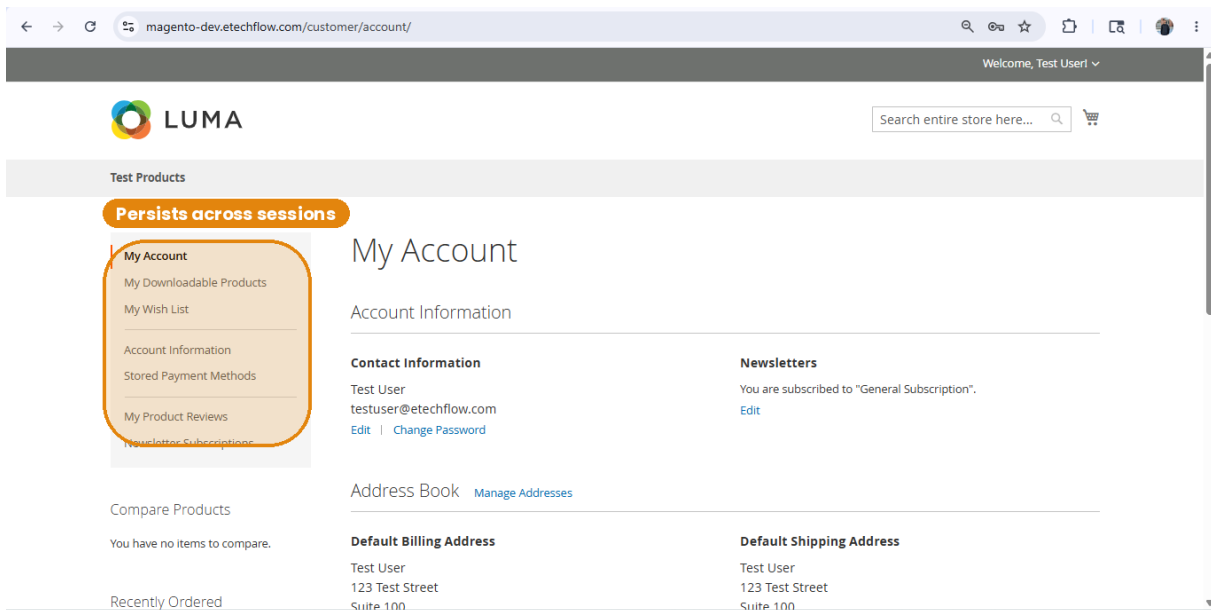 magento-dev.etechflow.com/customer/account/
Welcome, Test User!
LUMA
Search entire store here...
Test Products
Persists across sessions
My Account
My Downloadable Products
My Wish List
Account Information
Stored Payment Methods
My Product Reviews
Newsletter Subscriptions
Compare Products
You have no items to compare.
Recently Ordered
My Account
Account Information
Contact Information
Test User
testuser@etechflow.com
Edit | Change Password
Newsletters
You are subscribed to "General Subscription".
Edit
Address Book Manage Addresses
Default Billing Address
Test User
123 Test Street
Suite 100
Default Shipping Address
Test User
123 Test Street
Suite 100